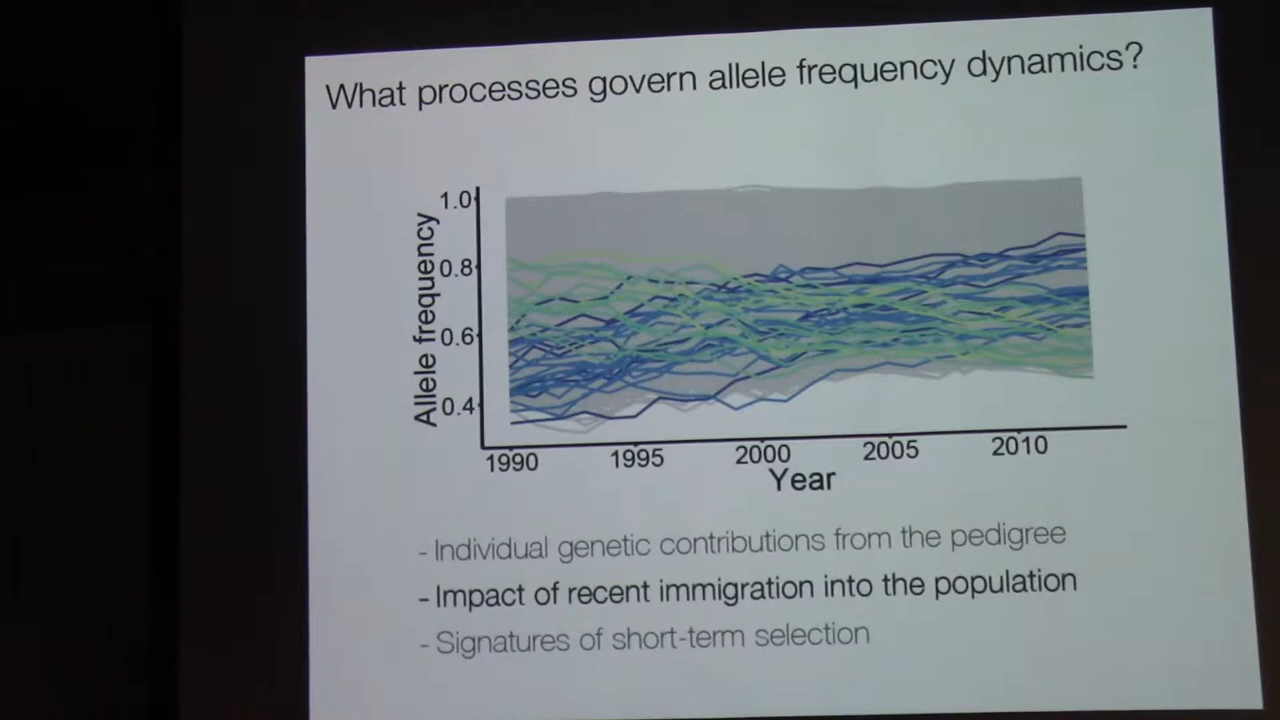 What processes govern allele frequency dynamics?
Allele frequency
1.0
0.8
0.6
0.4
1990 1995 2000 2005 2010
Year
- Individual genetic contributions from the pedigree
- Impact of recent immigration into the population
- Signatures of short-term selection